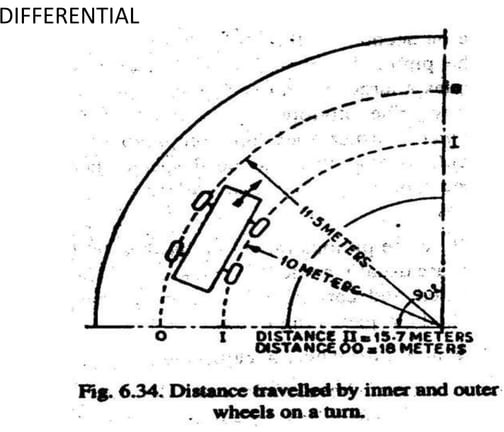 DIFFERENTIAL
I
11.5 METERS
10 METERS
90°
O I
DISTANCE II = 15.7 METERS
DISTANCE OO = 18 METERS
Fig. 6.34. Distance travelled by inner and outer
wheels on a turn.